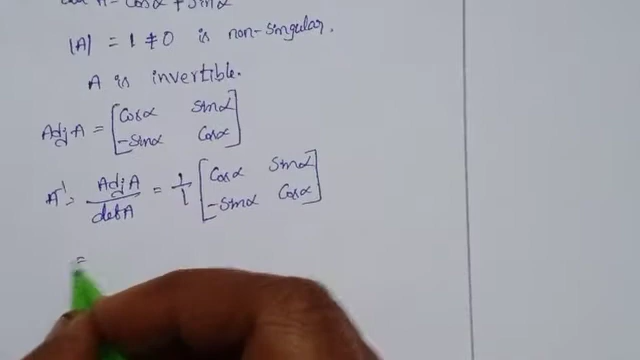 |A| = 1 ≠ 0 is non-singular.
A is invertible.
Adj A = [cosα sinα
-sinα cosα]
A⁻¹ = Adj A / det A = 1/1 [cosα sinα
-sinα cosα]
=